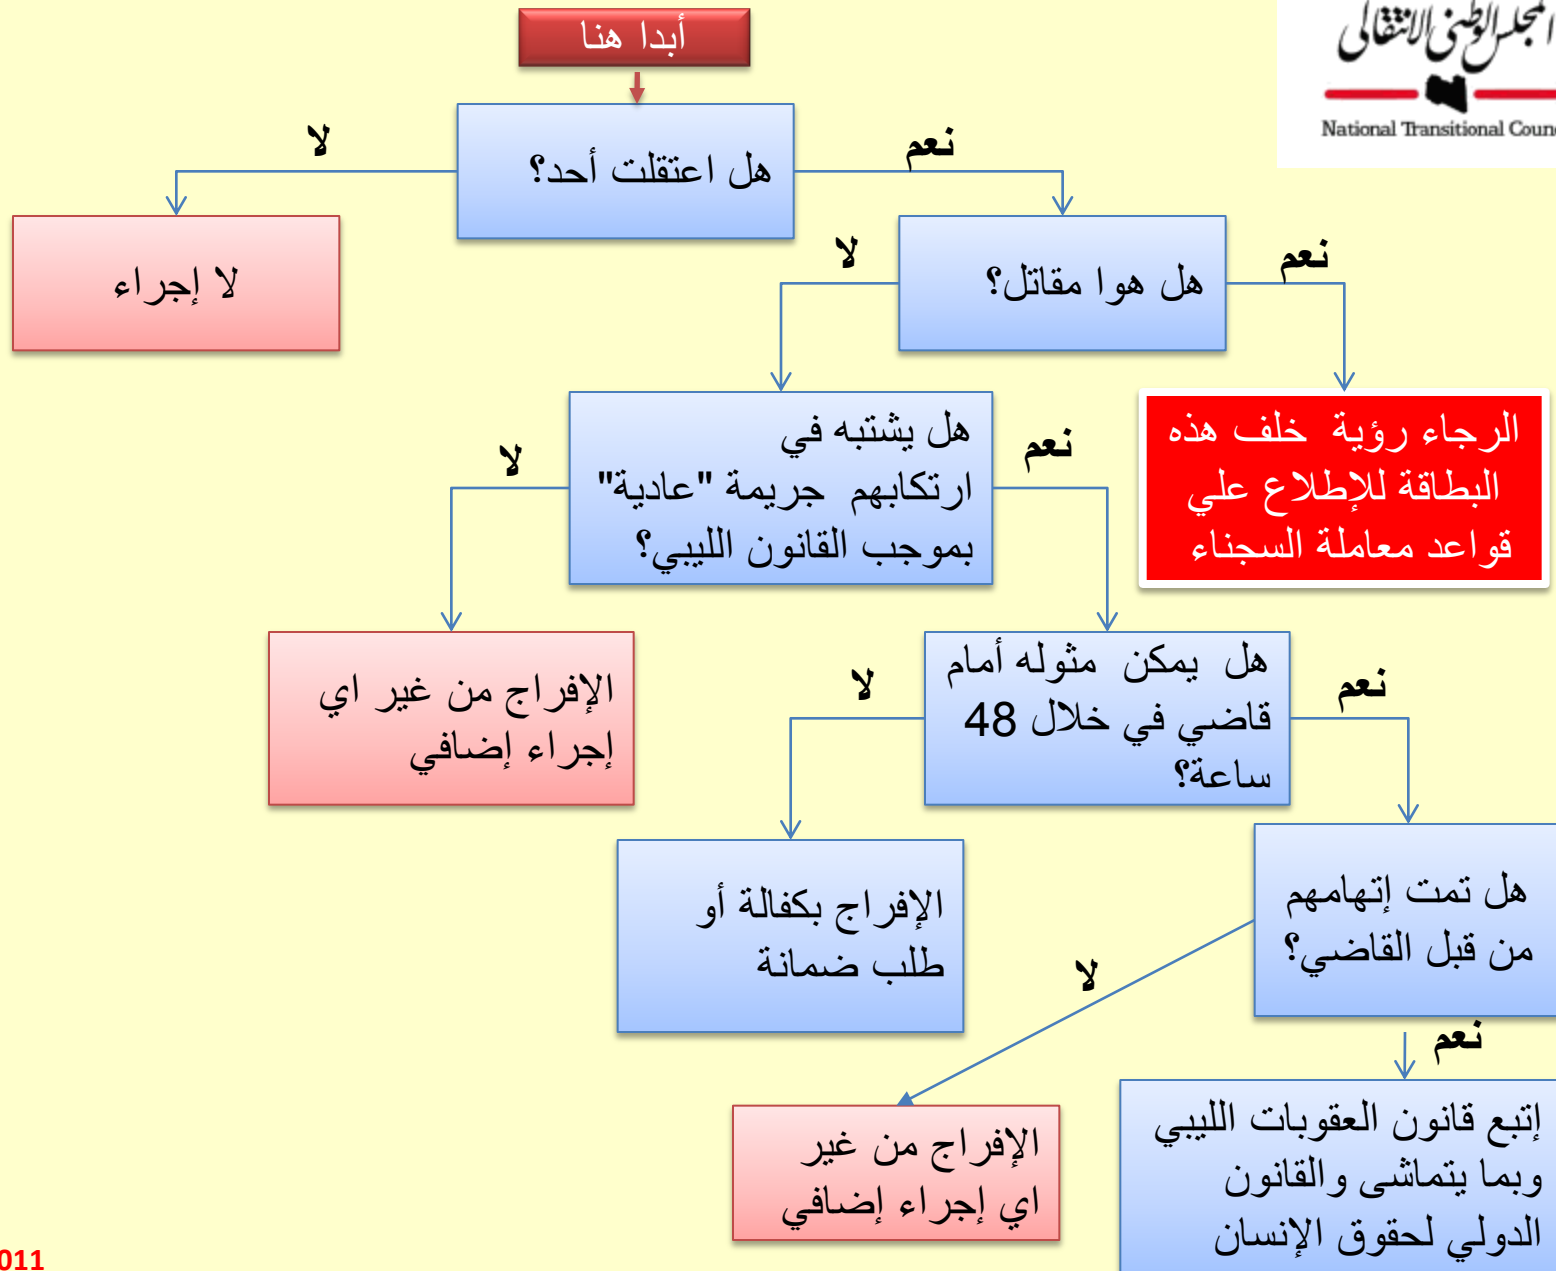 أبدا هنا
المجلس الوطني الانتقالي
National Transitional Coun
نعم
لا
هل اعتقلت أحد؟
لا إجراء
نعم
لا
هل هوا مقاتل؟
الرجاء رؤية خلف هذه
البطاقة للإطلاع علي
قواعد معاملة السجناء
نعم
لا
هل يشتبه في
ارتكابهم جريمة "عادية"
بموجب القانون الليبي؟
الإفراج من غير اي
إجراء إضافي
نعم
لا
هل يمكن مثوله أمام
قاضي في خلال 48
ساعة؟
الإفراج بكفالة أو
طلب ضمانة
هل تمت إتهامهم
من قبل القاضي؟
لا
نعم
الإفراج من غير
اي إجراء إضافي
إتبع قانون العقوبات الليبي
وبما يتماشى والقانون
الدولي لحقوق الإنسان
011